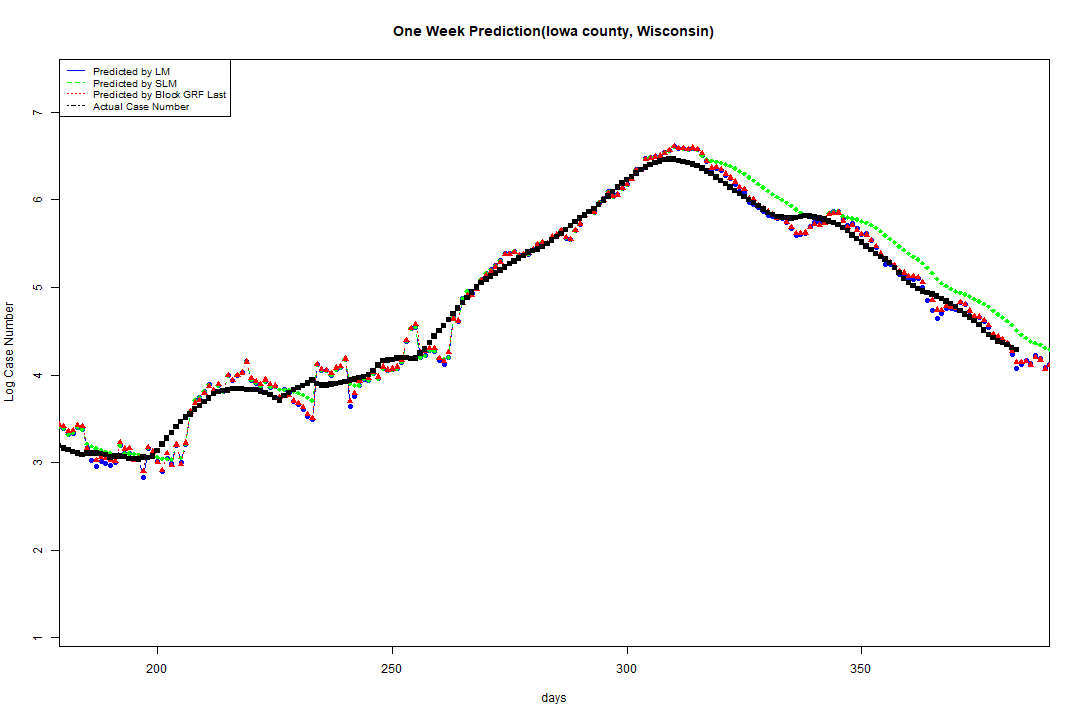 One Week Prediction(Iowa county, Wisconsin)
Predicted by LM
Predicted by SLM
Predicted by Block GRF Last
Actual Case Number
7
6
5
4
3
2
1
Log Case Number
200
250
300
350
days